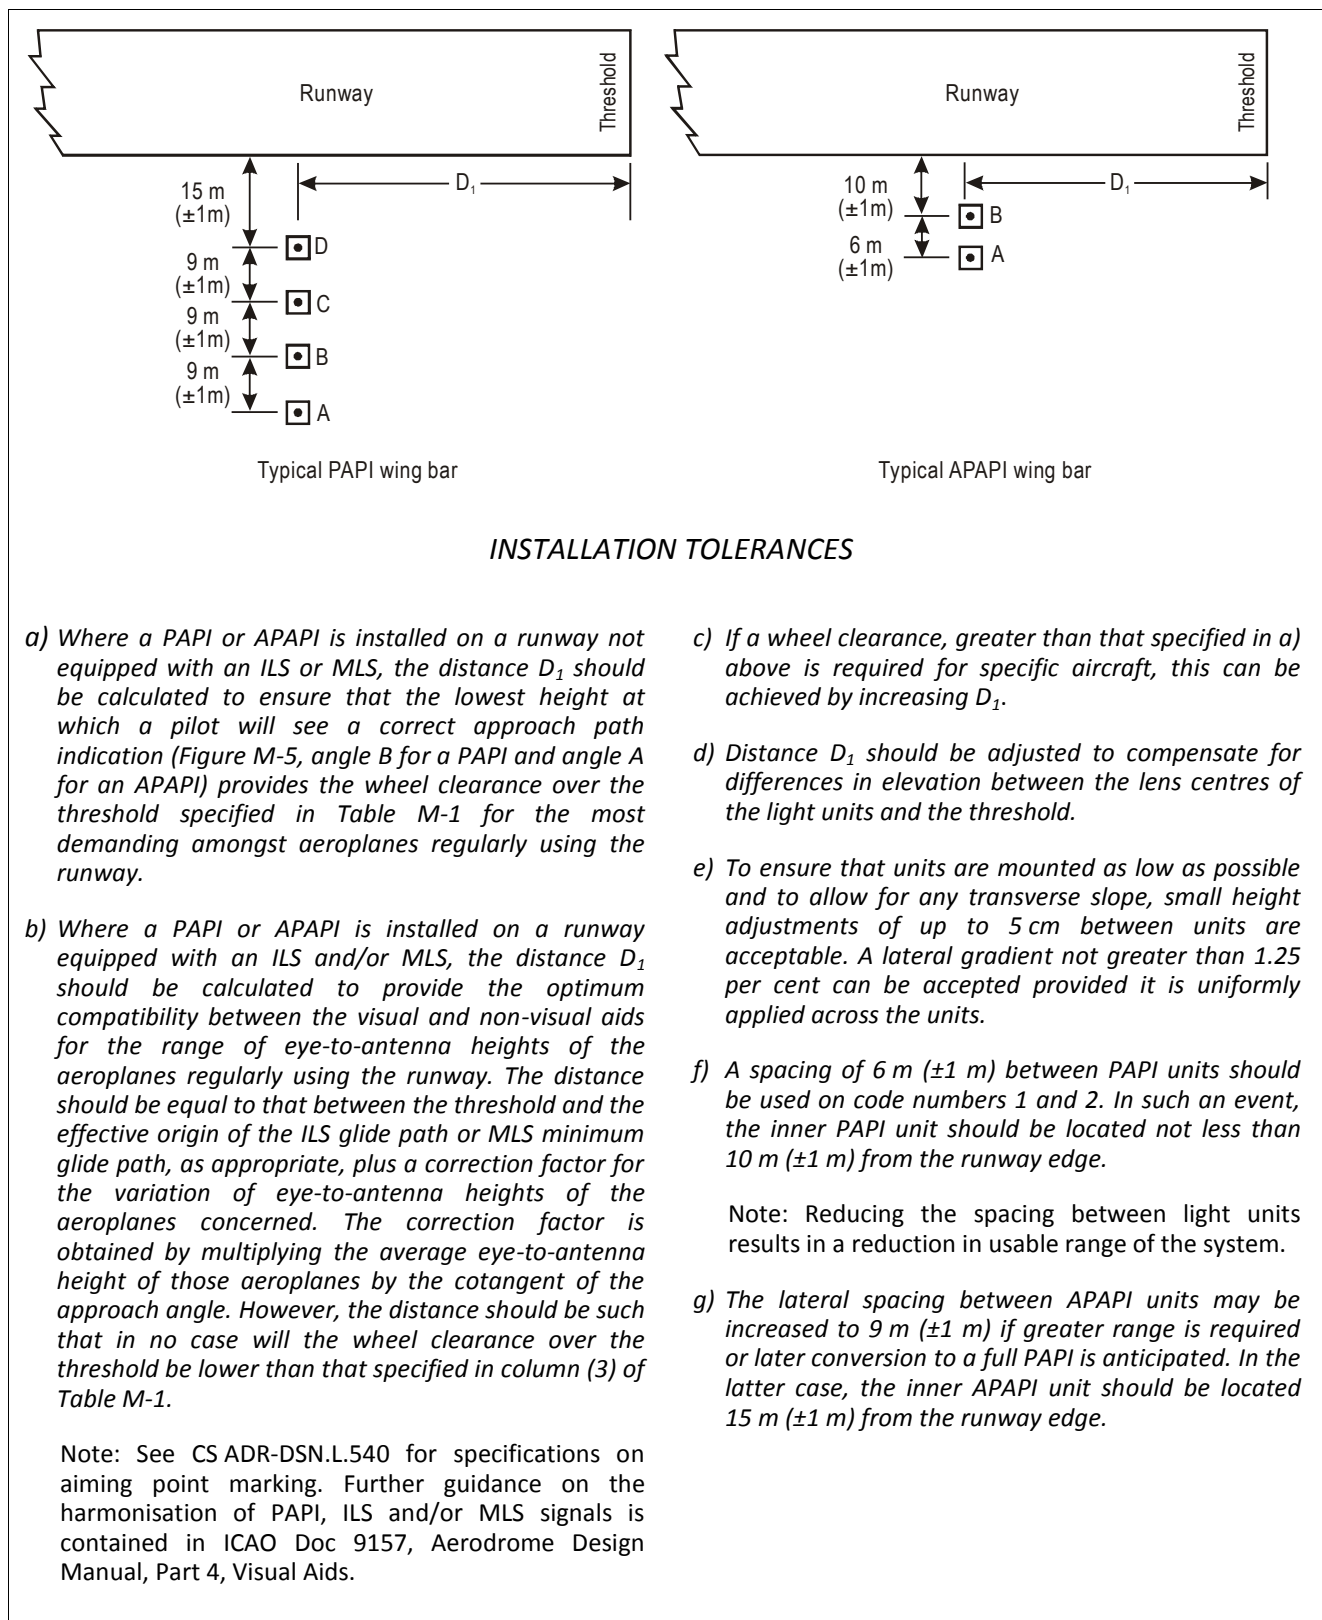 Runway
Threshold
15 m
(±1m)
D₁
D
9 m
(±1m)
C
9 m
(±1m)
B
9 m
(±1m)
A
Typical PAPI wing bar
Runway
Threshold
10 m
(±1m)
D₁
B
6 m
(±1m)
A
Typical APAPI wing bar
INSTALLATION TOLERANCES
a) Where a PAPI or APAPI is installed on a runway not
equipped with an ILS or MLS, the distance D₁ should
be calculated to ensure that the lowest height at
which a pilot will see a correct approach path
indication (Figure M-5, angle B for a PAPI and angle A
for an APAPI) provides the wheel clearance over the
threshold specified in Table M-1 for the most
demanding amongst aeroplanes regularly using the
runway.
b) Where a PAPI or APAPI is installed on a runway
equipped with an ILS and/or MLS, the distance D₁
should be calculated to provide the optimum
compatibility between the visual and non-visual aids
for the range of eye-to-antenna heights of the
aeroplanes regularly using the runway. The distance
should be equal to that between the threshold and the
effective origin of the ILS glide path or MLS minimum
glide path, as appropriate, plus a correction factor for
the variation of eye-to-antenna heights of the
aeroplanes concerned. The correction factor is
obtained by multiplying the average eye-to-antenna
height of those aeroplanes by the cotangent of the
approach angle. However, the distance should be such
that in no case will the wheel clearance over the
threshold be lower than that specified in column (3) of
Table M-1.
Note: See CS ADR-DSN.L.540 for specifications on
aiming point marking. Further guidance on the
harmonisation of PAPI, ILS and/or MLS signals is
contained in ICAO Doc 9157, Aerodrome Design
Manual, Part 4, Visual Aids.
c) If a wheel clearance, greater than that specified in a)
above is required for specific aircraft, this can be
achieved by increasing D₁.
d) Distance D₁ should be adjusted to compensate for
differences in elevation between the lens centres of
the light units and the threshold.
e) To ensure that units are mounted as low as possible
and to allow for any transverse slope, small height
adjustments of up to 5 cm between units are
acceptable. A lateral gradient not greater than 1.25
per cent can be accepted provided it is uniformly
applied across the units.
f) A spacing of 6 m (±1 m) between PAPI units should
be used on code numbers 1 and 2. In such an event,
the inner PAPI unit should be located not less than
10 m (±1 m) from the runway edge.
Note: Reducing the spacing between light units
results in a reduction in usable range of the system.
g) The lateral spacing between APAPI units may be
increased to 9 m (±1 m) if greater range is required
or later conversion to a full PAPI is anticipated. In the
latter case, the inner APAPI unit should be located
15 m (±1 m) from the runway edge.